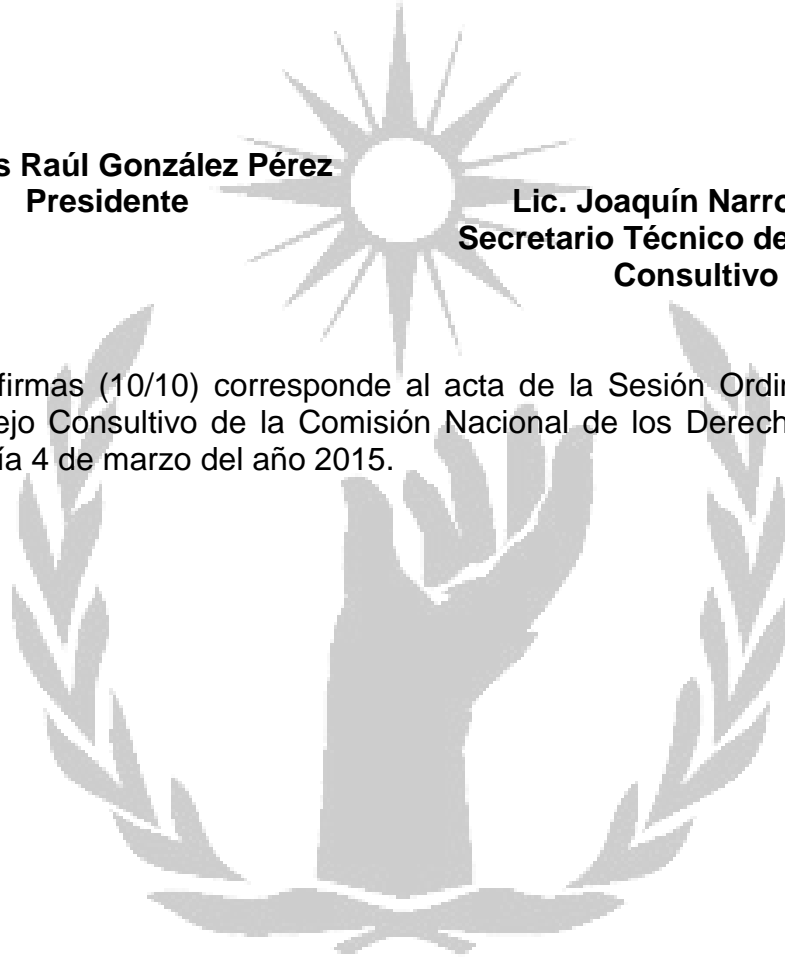 s Raúl González Pérez
Presidente
Lic. Joaquín Narro
Secretario Técnico de
Consultivo
firmas (10/10) corresponde al acta de la Sesión Ordin
ejo Consultivo de la Comisión Nacional de los Derech
ía 4 de marzo del año 2015.